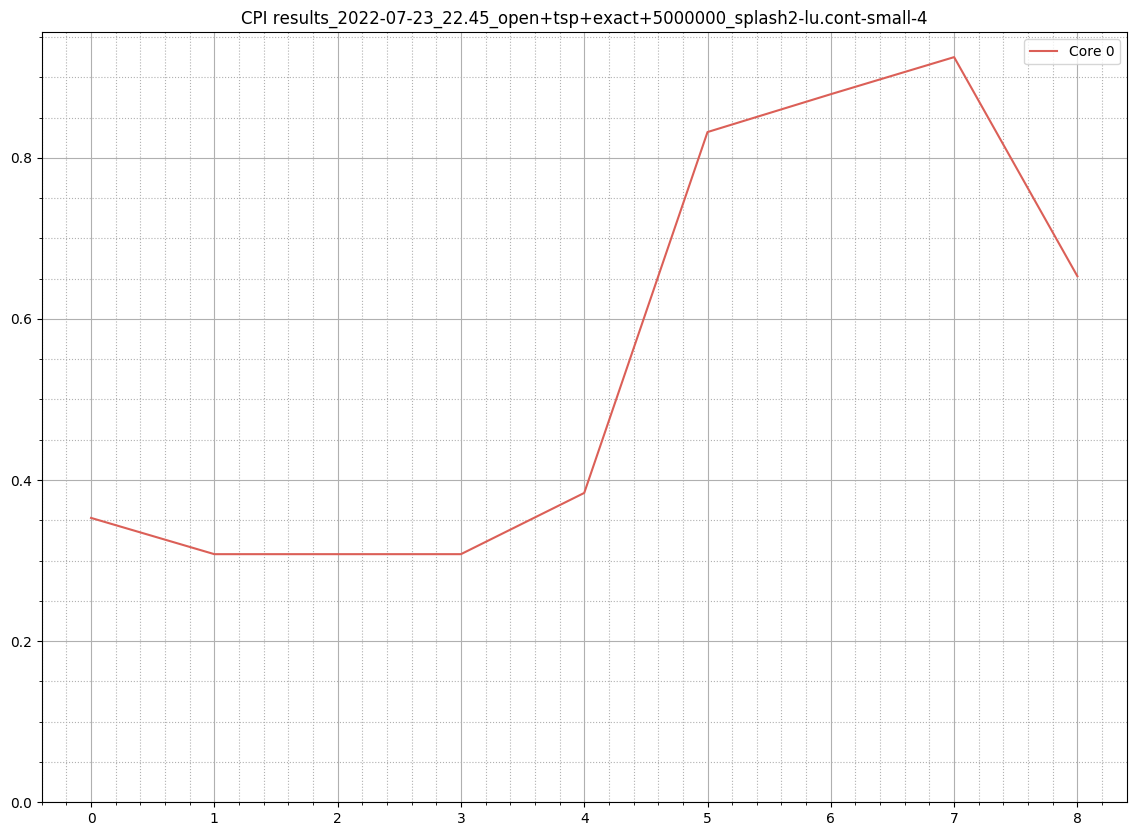 CPI results_2022-07-23_22.45_open+tsp+exact+5000000_splash2-lu.cont-small-4
Core 0
0.8
0.6
0.4
0.2
0.0
0 1 2 3 4 5 6 7 8